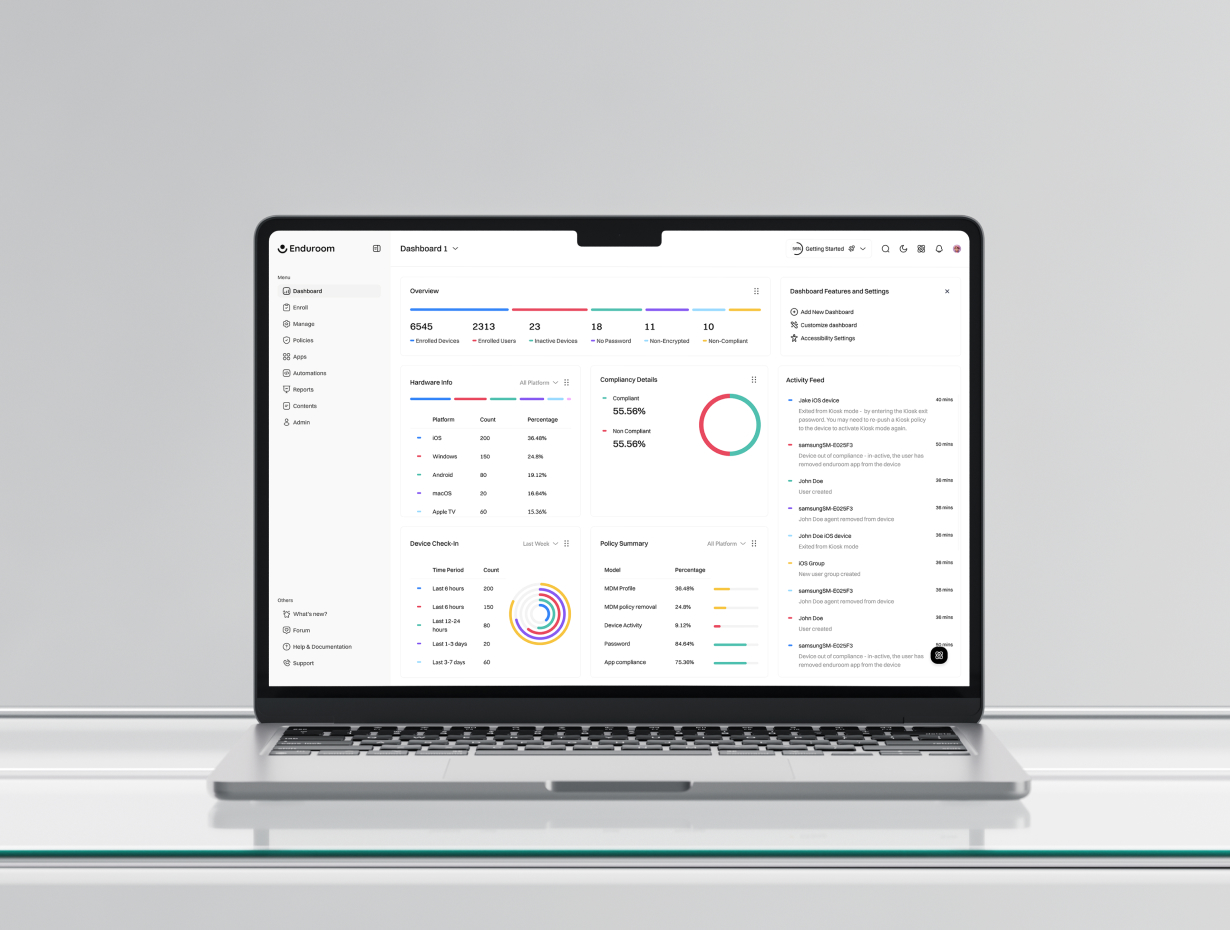 Enduroom
Menu
Dashboard
Enroll
Manage
Policies
Apps
Automations
Reports
Contents
Admin
Others
What's new?
Forum
Help & Documentation
Support
Dashboard 1
Getting Started
Overview
6545
Enrolled Devices
2313
Enrolled Users
23
Inactive Devices
18
No Password
11
Non-Encrypted
10
Non-Compliant
Dashboard Features and Settings
Add New Dashboard
Customize dashboard
Accessibility Settings
Hardware Info
All Platform
Platform Count Percentage
iOS 200 36.48%
Windows 150 24.8%
Android 80 19.12%
macOS 20 16.84%
Apple TV 60 15.36%
Compliancy Details
Compliant
55.56%
Non Compliant
55.56%
Device Check-In
Last Week
Time Period Count
Last 6 hours 200
Last 6 hours 150
Last 12-24
hours
80
Last 1-3 days 20
Last 3-7 days 60
Policy Summary
All Platform
Model Percentage
MDM Profile 36.48%
MDM policy removal 24.8%
Device Activity 9.12%
Password 84.64%
App compliance 75.36%
Activity Feed
Jake iOS device 40 mins
Exited from Kiosk mode - by entering the Kiosk exit
password. You may need to re-push a Kiosk policy
to the device to activate Kiosk mode again.
samsungSM-E025F3 50 mins
Device out of compliance - in-active, the user has
removed enduroom app from the device
John Doe 36 mins
User created
samsungSM-E025F3 36 mins
John Doe agent removed from device
John Doe iOS device 36 mins
Exited from Kiosk mode
iOS Group 36 mins
New user group created
samsungSM-E025F3 36 mins
John Doe agent removed from device
John Doe 36 mins
User created
samsungSM-E025F3 50 mins
Device out of compliance - in-active, the user has
removed enduroom app from the device